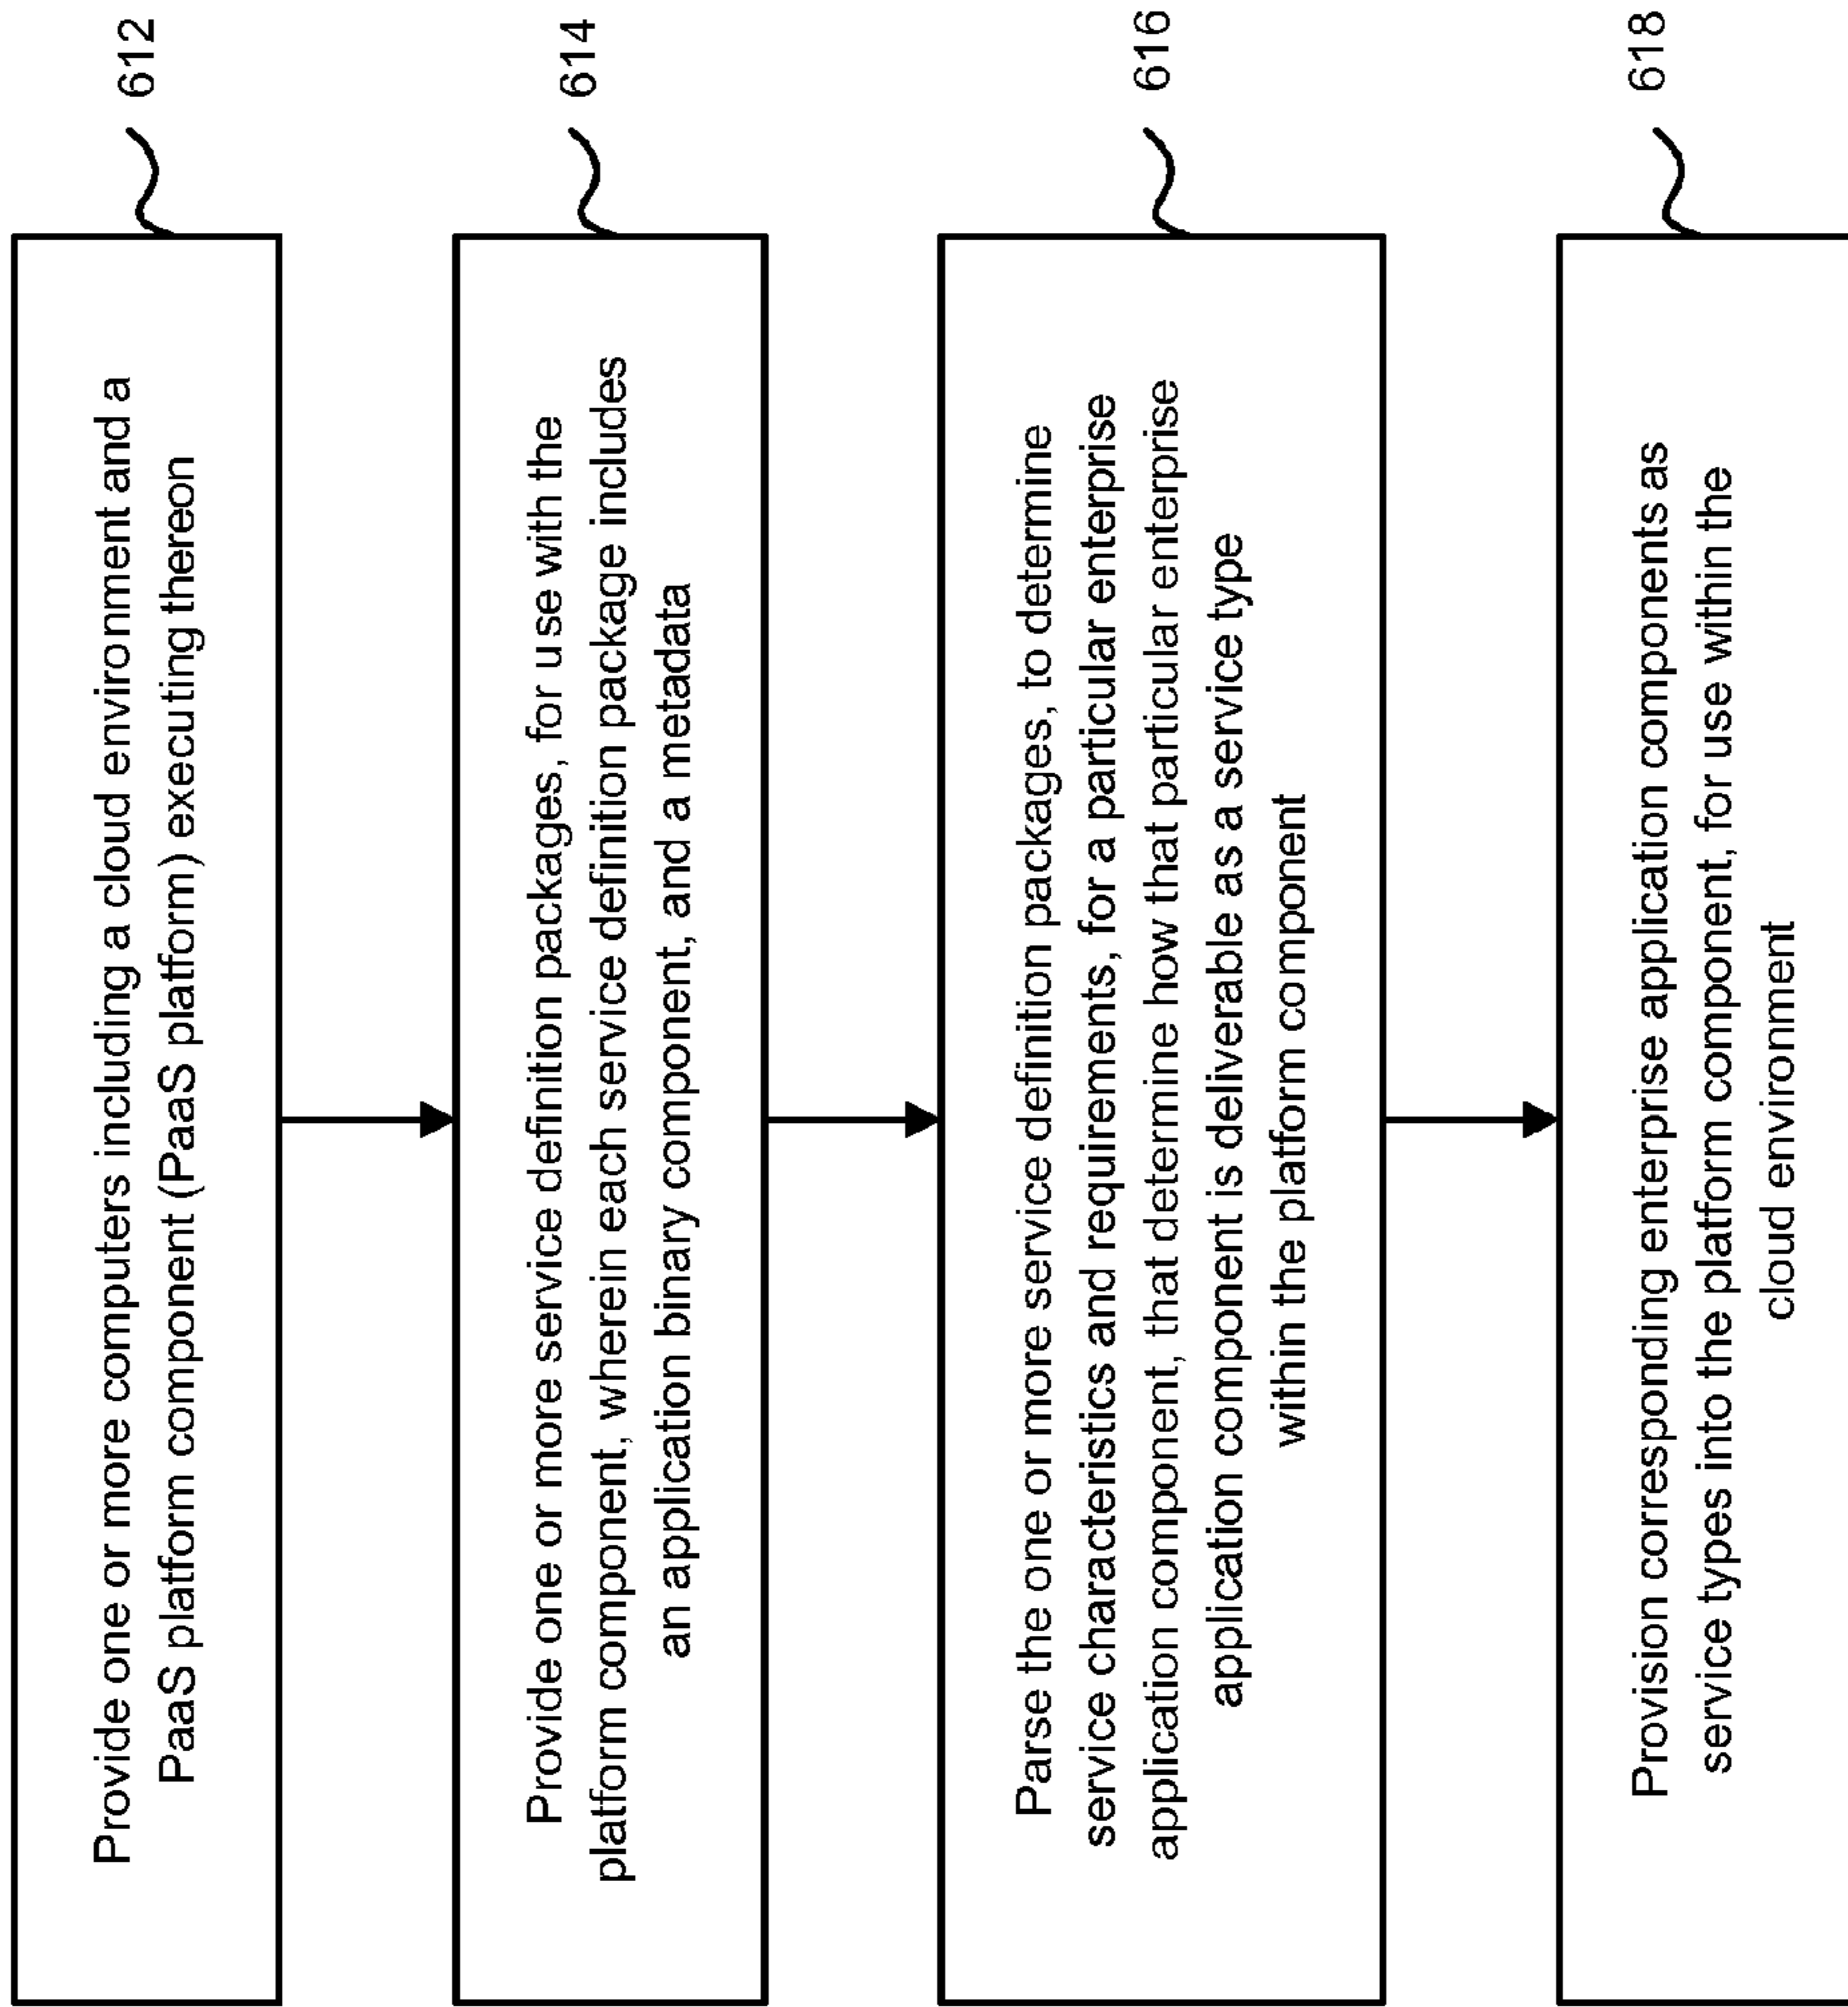 Provide one or more computers including a cloud environment and a
PaaS platform component (PaaS platform) executing thereon
612
Provide one or more service definition packages, for use with the
platform component, wherein each service definition package includes
an application binary component, and a metadata
614
Parse the one or more service definition packages, to determine
service characteristics and requirements, for a particular enterprise
application component, that determine how that particular enterprise
application component is deliverable as a service type
within the platform component
616
Provision corresponding enterprise application components as
service types into the platform component, for use within the
cloud environment
618